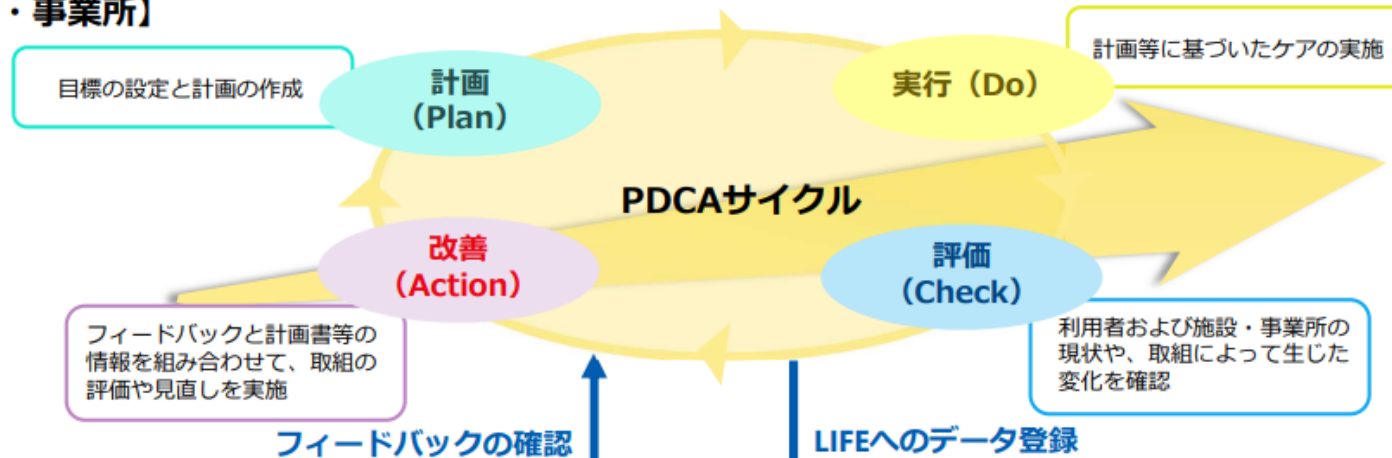 ・事業所】
目標の設定と計画の作成
計画
（Plan）
実行（Do）
計画等に基づいたケアの実施
PDCAサイクル
改善
（Action）
評価
（Check）
フィードバックと計画書等の
情報を組み合わせて、取組の
評価や見直しを実施
利用者および施設・事業所の
現状や、取組によって生じた
変化を確認
フィードバックの確認
LIFEへのデータ登録